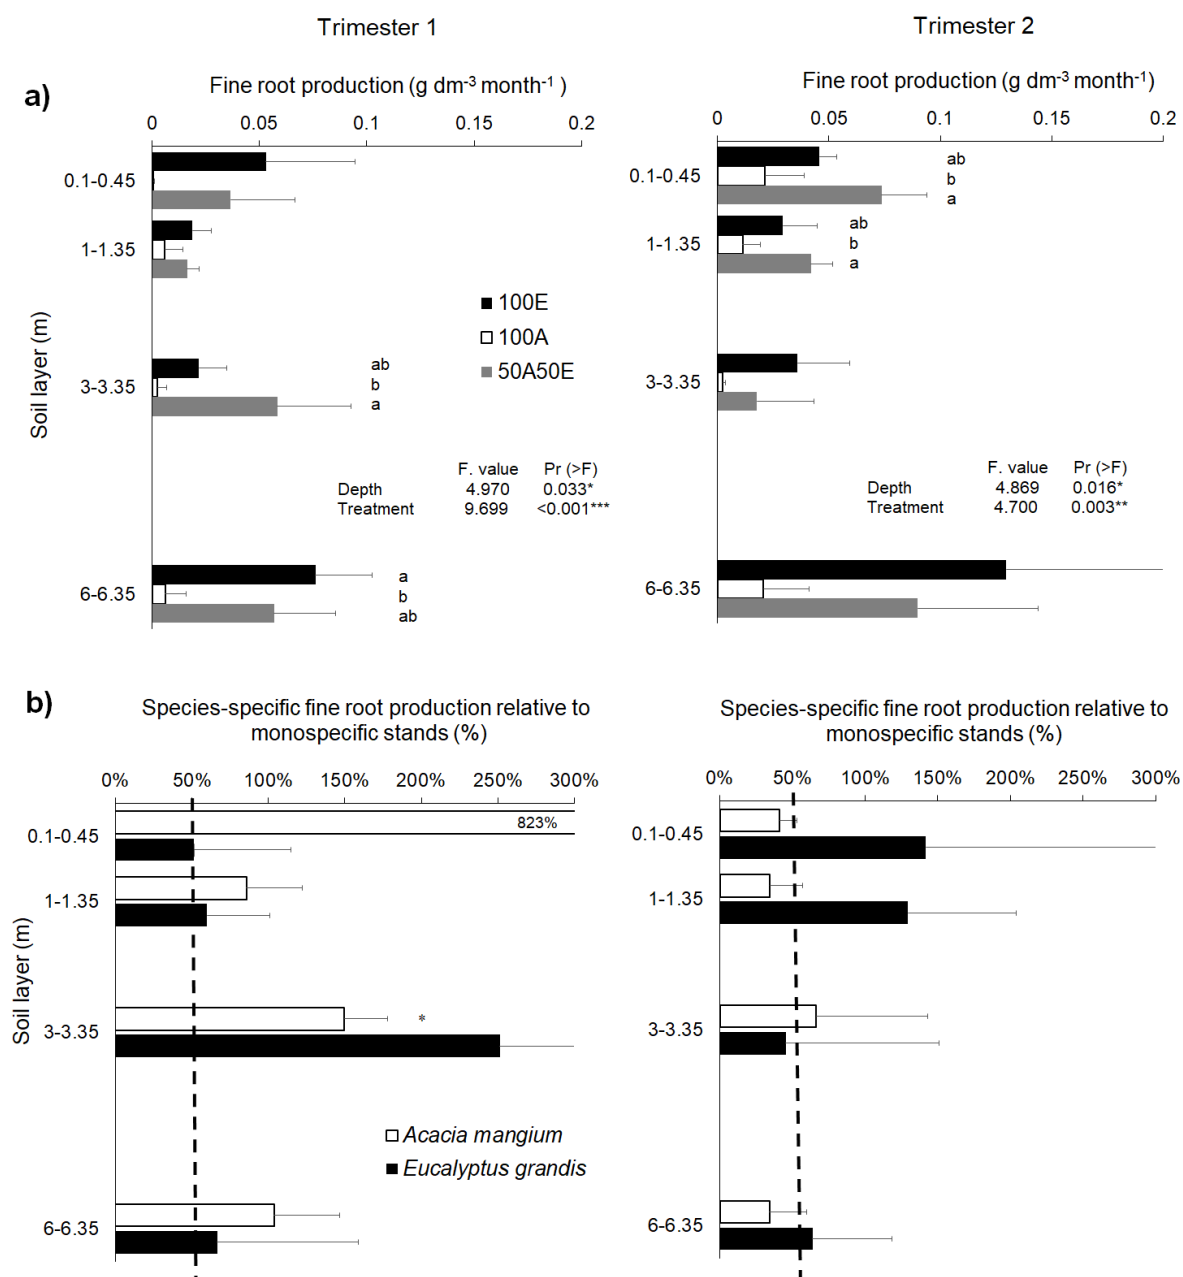 Trimester 1
Trimester 2
a)
Fine root production (g dm⁻³ month⁻¹ )
Fine root production (g dm⁻³ month⁻¹)
0 0.05 0.1 0.15 0.2
0 0.05 0.1 0.15 0.2
Soil layer (m)
0.1-0.45
1-1.35
3-3.35
6-6.35
100E
100A
50A50E
ab
b
a
F. value Pr (>F)
Depth 4.970 0.033*
Treatment 9.699 <0.001***
a
b
ab
0.1-0.45
ab
b
a
1-1.35
ab
b
a
3-3.35
F. value Pr (>F)
Depth 4.869 0.016*
Treatment 4.700 0.003**
6-6.35
b)
Species-specific fine root production relative to
monospecific stands (%)
0% 50% 100% 150% 200% 250% 300%
Soil layer (m)
0.1-0.45
823%
1-1.35
3-3.35
*
Acacia mangium
Eucalyptus grandis
6-6.35
Species-specific fine root production relative to
monospecific stands (%)
0% 50% 100% 150% 200% 250% 300%
0.1-0.45
1-1.35
3-3.35
6-6.35